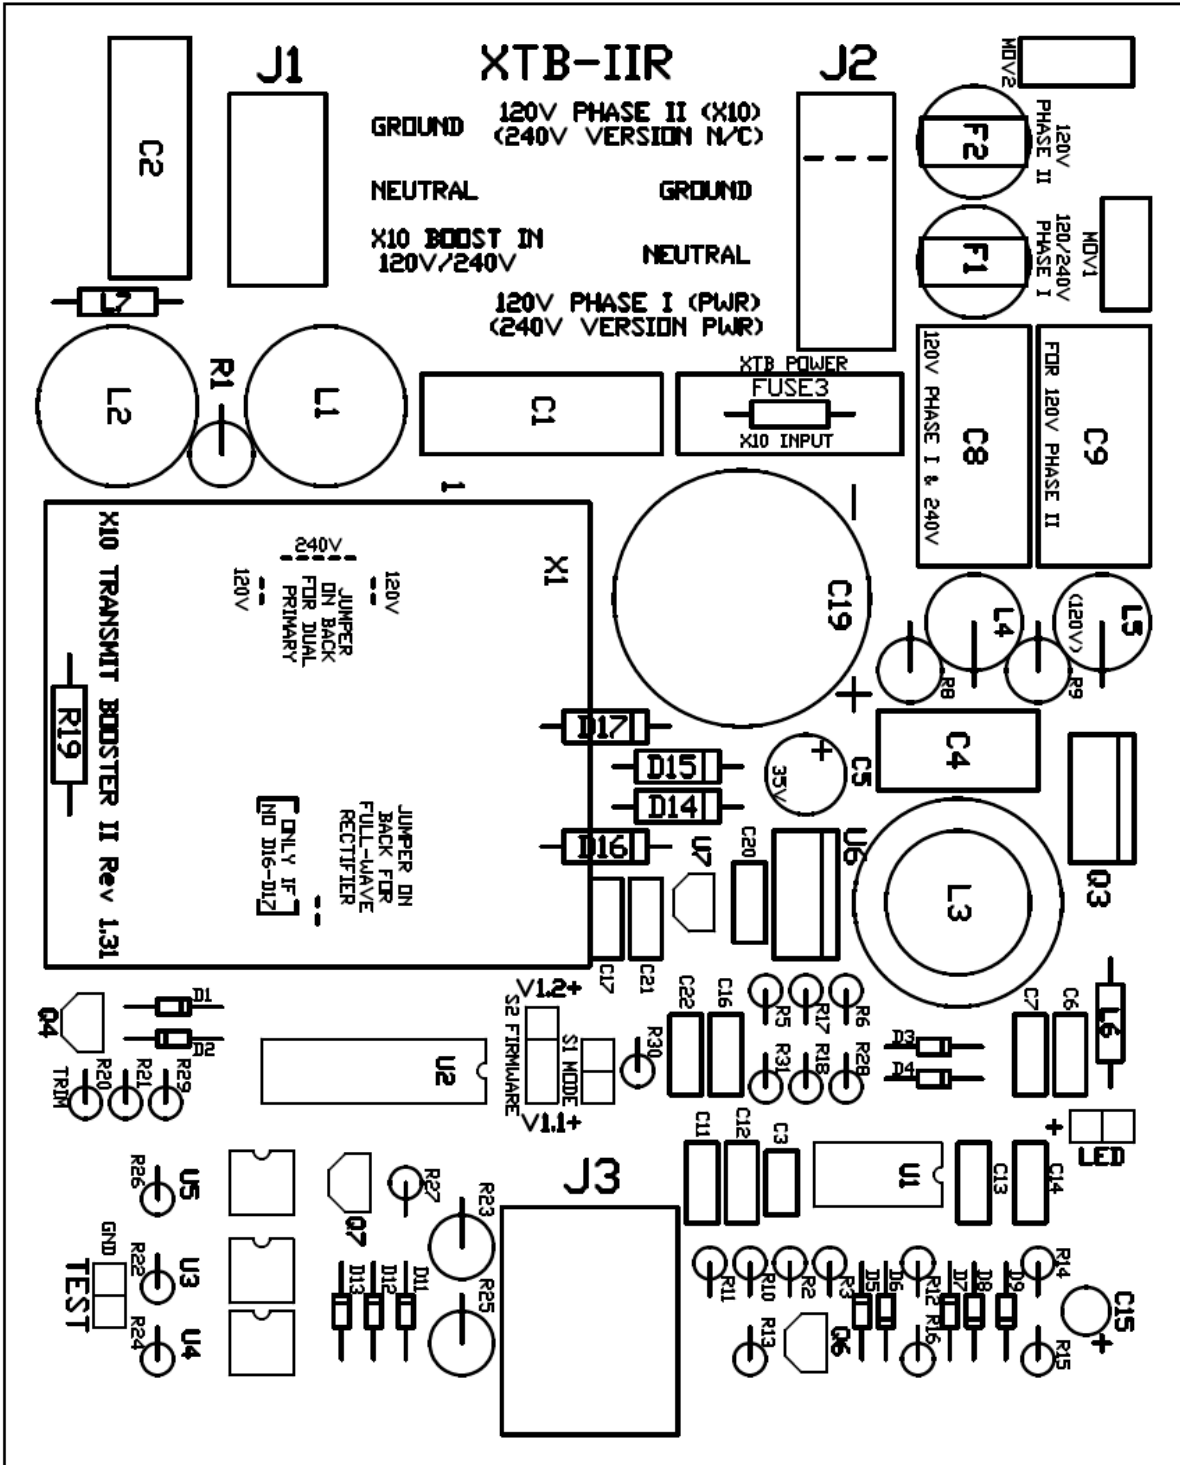 J1
XTB-IIR
J2
MOV2
C2
GROUND
120V PHASE II (X10)
(240V VERSION N/C)
F2
120V
PHASE II
NEUTRAL
GROUND
X10 BOOST IN
120V/240V
NEUTRAL
F1
120/240V
PHASE I
MOV1
L7
120V PHASE I (PWR)
(240V VERSION PWR)
L2
R1
L1
C1
XTB POWER
FUSE3
X10 INPUT
120V PHASE I & 240V
C8
FOR 120V PHASE II
C9
1
X10 TRANSMIT BOOSTER II Rev 1.31
240V
120V
120V
JUMPER
ON BACK
FOR DUAL
PRIMARY
X1
-
C19
+
L4
L5
(120V)
R8
R9
R19
D17
D15
D14
D16
+
35V
C5
C4
Q3
JUMPER ON
BACK FOR
FULL-WAVE
RECTIFIER
[ONLY IF
NO D16-D17]
U7
C20
U6
L3
C17
C21
Q4
D1
D2
V1.2+
S2 FIRMWARE
S1 MODE
V1.1+
R30
C22
C16
R5
R17
R6
R31
R18
R28
D3
D4
C7
C6
L6
TRIM
R20
R21
R29
U2
+
LED
C11
C12
C3
U1
C13
C14
R26
U5
Q7
R27
R23
J3
GND
TEST
R22
U3
D13
D12
D11
R25
R24
U4
R11
R10
R2
R3
D5
D6
R12
D7
D8
D9
R14
R13
Q6
R16
R15
C15
+